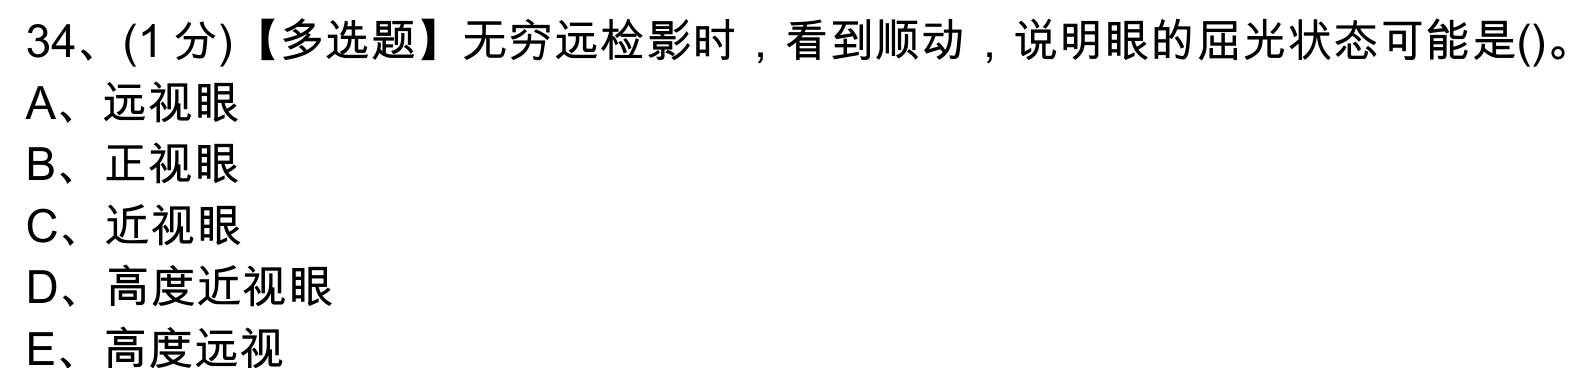 34、(1 分)【多选题】无穷远检影时，看到顺动，说明眼的屈光状态可能是()。
A、远视眼
B、正视眼
C、近视眼
D、高度近视眼
E、高度远视